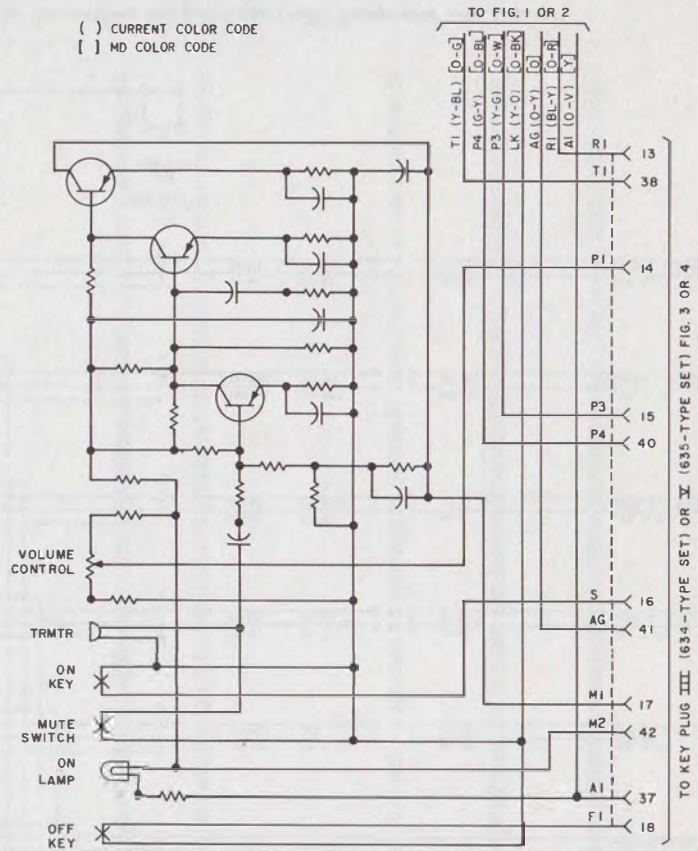 TO FIG. 1 OR 2
( ) CURRENT COLOR CODE
[ ] MD COLOR CODE
T1 (Y-BL) [O-G]
P4 (G-Y) [O-BL]
P3 (Y-G) [O-W]
LK (Y-O) [O-BK]
AG (O-Y) [O]
R1 (BL-Y) [O-R]
A1 (O-V) [Y]
R1 13
T1 38
P1 14
P3 15
P4 40
S 16
AG 41
M1 17
M2 42
A1 37
F1 18
TO KEY PLUG III (634-TYPE SET) OR V (635-TYPE SET) FIG. 3 OR 4
VOLUME
CONTROL
TRMTR
ON
KEY
MUTE
SWITCH
ON
LAMP
OFF
KEY